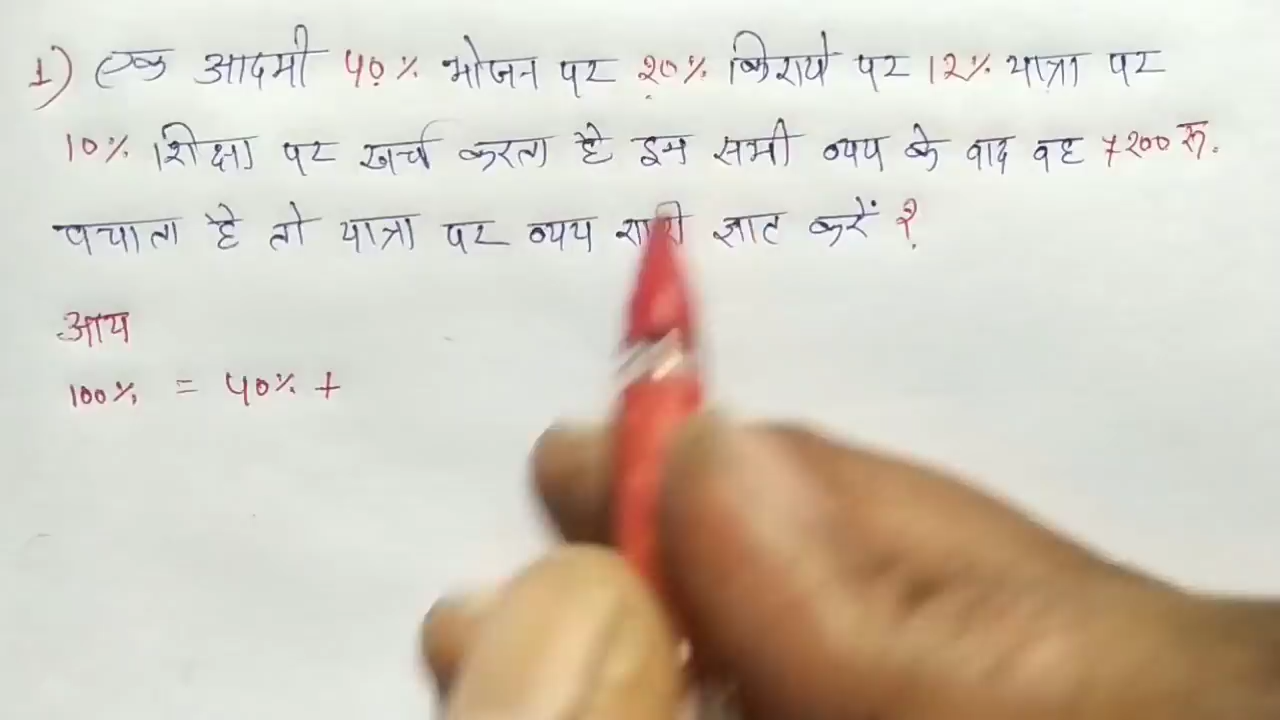 1) एक आदमी 40% भोजन पर 20% किराये पर 12% यात्रा पर
10% शिक्षा पर खर्च करता है इन सभी व्यय के बाद वह 7200 रू.
बचाता है तो यात्रा पर व्यय ज्ञात करें ?
आय
100% = 40% +